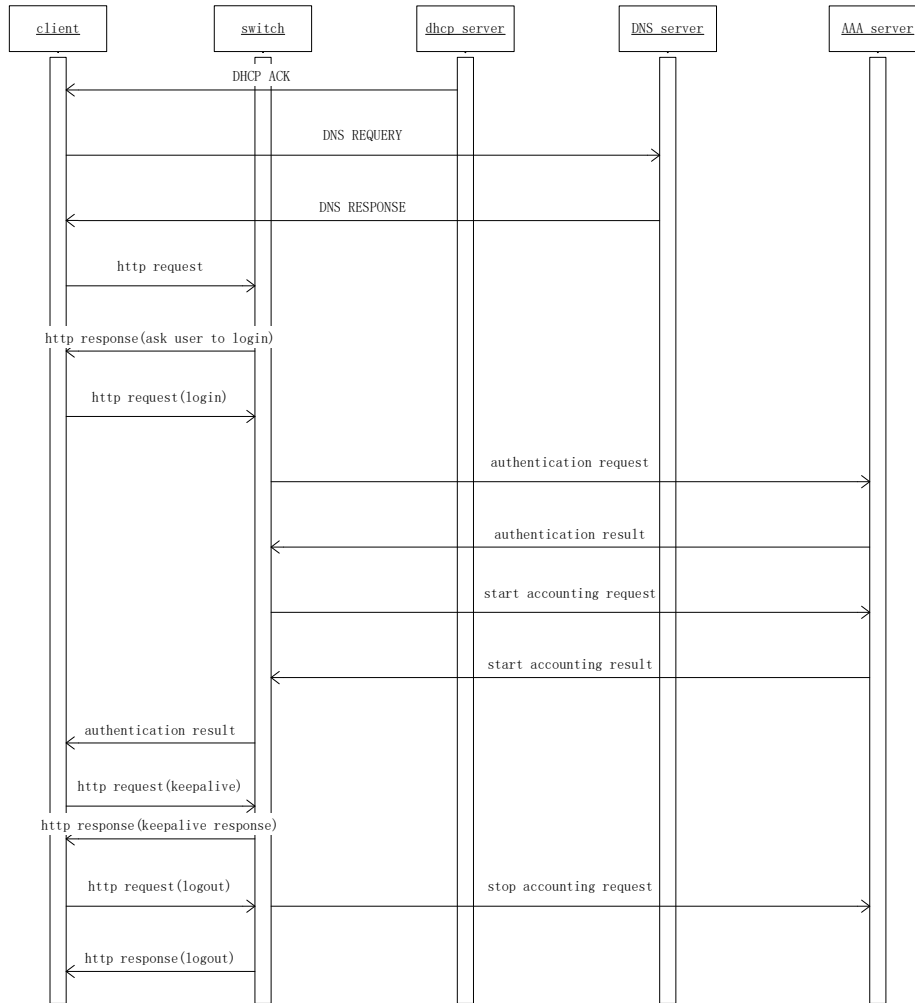 client
switch
dhcp server
DNS server
AAA server
DHCP ACK
DNS REQUERY
DNS RESPONSE
http request
http response(ask user to login)
http request(login)
authentication request
authentication result
start accounting request
start accounting result
authentication result
http request(keepalive)
http response(keepalive response)
http request(logout)
stop accounting request
http response(logout)